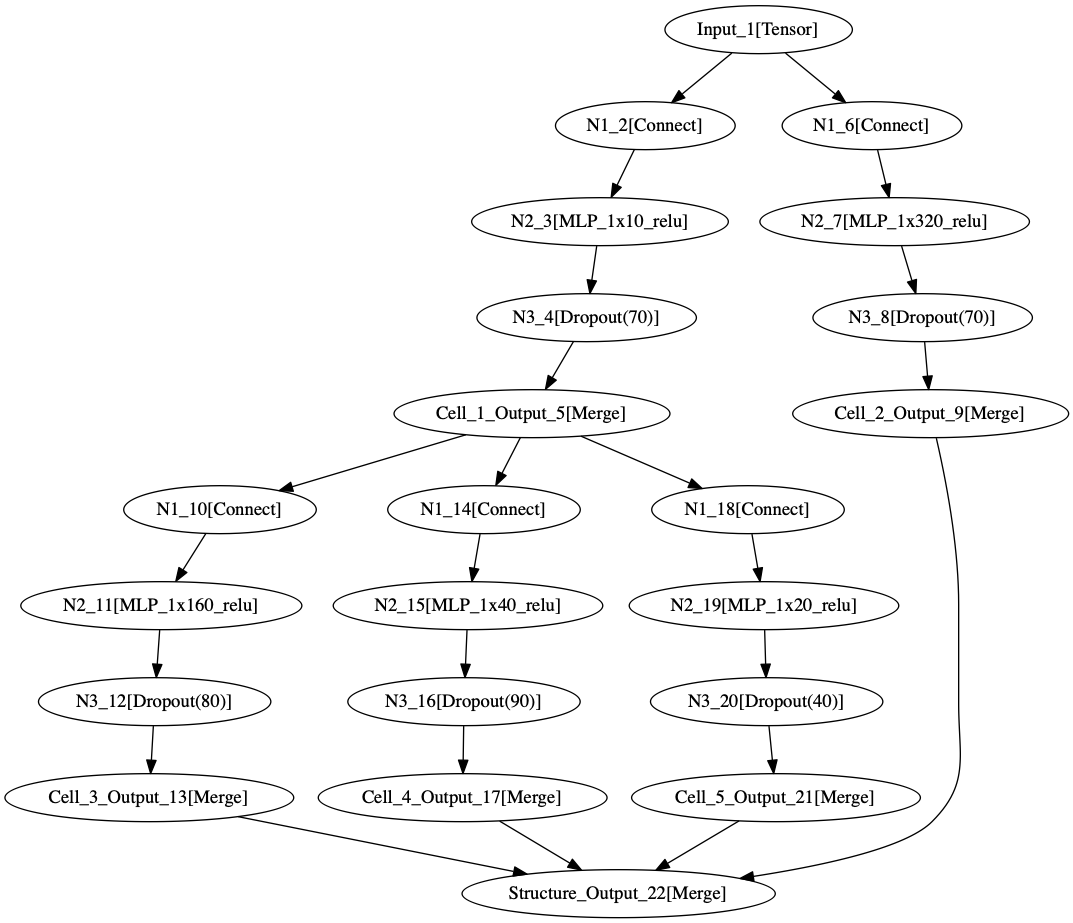 Input_1[Tensor]
N1_2[Connect]
N1_6[Connect]
N2_3[MLP_1x10_relu]
N2_7[MLP_1x320_relu]
N3_4[Dropout(70)]
N3_8[Dropout(70)]
Cell_1_Output_5[Merge]
Cell_2_Output_9[Merge]
N1_10[Connect]
N1_14[Connect]
N1_18[Connect]
N2_11[MLP_1x160_relu]
N2_15[MLP_1x40_relu]
N2_19[MLP_1x20_relu]
N3_12[Dropout(80)]
N3_16[Dropout(90)]
N3_20[Dropout(40)]
Cell_3_Output_13[Merge]
Cell_4_Output_17[Merge]
Cell_5_Output_21[Merge]
Structure_Output_22[Merge]